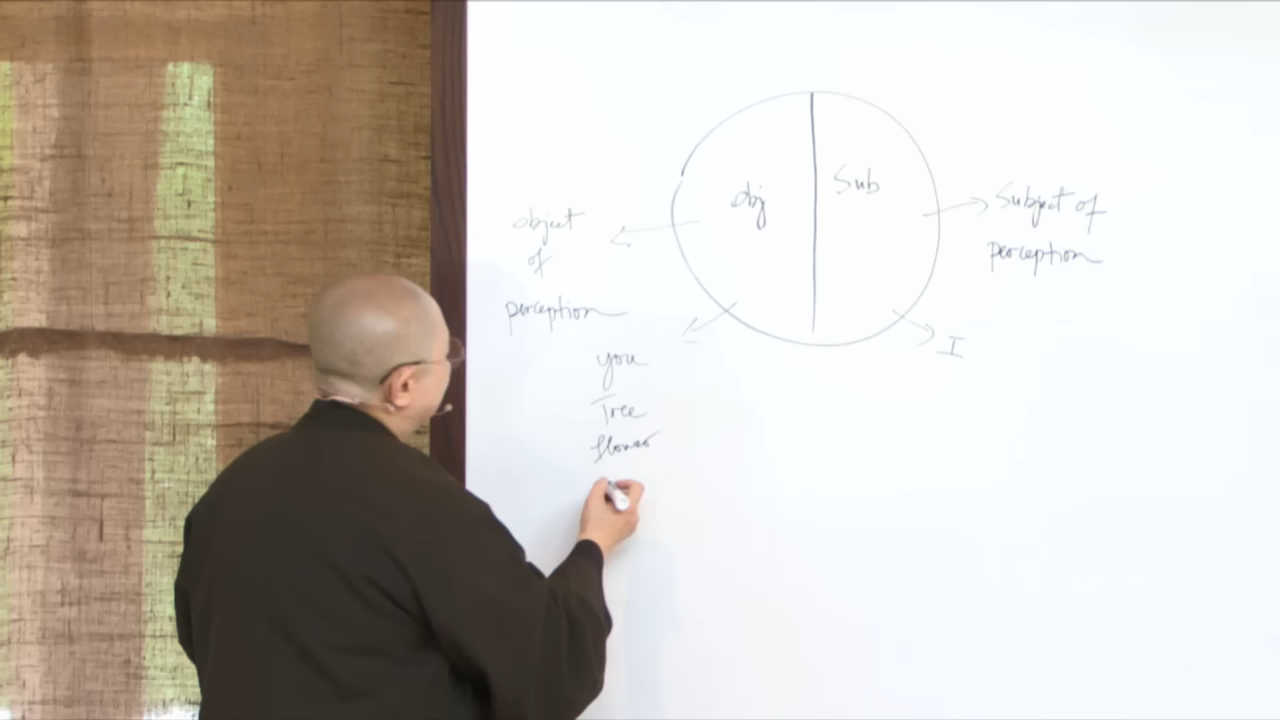 obj
Sub
object
of
perception
Subject of
perception
I
you
Tree
flower